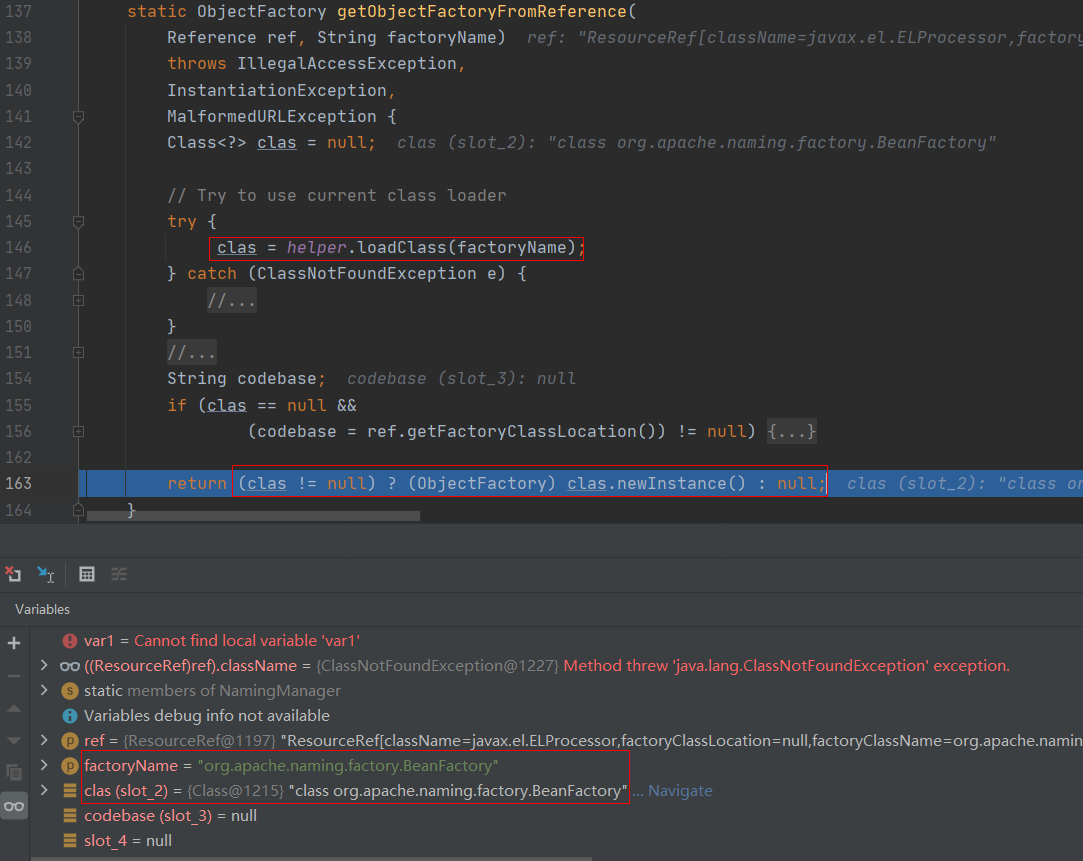 137 static ObjectFactory getObjectFactoryFromReference(
138 Reference ref, String factoryName) ref: "ResourceRef[className=javax.el.ELProcessor,factory
139 throws IllegalAccessException,
140 InstantiationException,
141 MalformedURLException {
142 Class<?> clas = null; clas (slot_2): "class org.apache.naming.factory.BeanFactory"
143
144 // Try to use current class loader
145 try {
146 clas = helper.loadClass(factoryName);
147 } catch (ClassNotFoundException e) {
148 //...
150 }
151 //...
154 String codebase; codebase (slot_3): null
155 if (clas == null &&
156 (codebase = ref.getFactoryClassLocation()) != null) {...}
162
163 return (clas != null) ? (ObjectFactory) clas.newInstance() : null; clas (slot_2): "class or
164 }
Variables
var1 = Cannot find local variable 'var1'
((ResourceRef)ref).className = {ClassNotFoundException@1227} Method threw 'java.lang.ClassNotFoundException' exception.
static members of NamingManager
Variables debug info not available
ref = {ResourceRef@1197} "ResourceRef[className=javax.el.ELProcessor,factoryClassLocation=null,factoryClassName=org.apache.namin
factoryName = "org.apache.naming.factory.BeanFactory"
clas (slot_2) = {Class@1215} "class org.apache.naming.factory.BeanFactory" ... Navigate
codebase (slot_3) = null
slot_4 = null